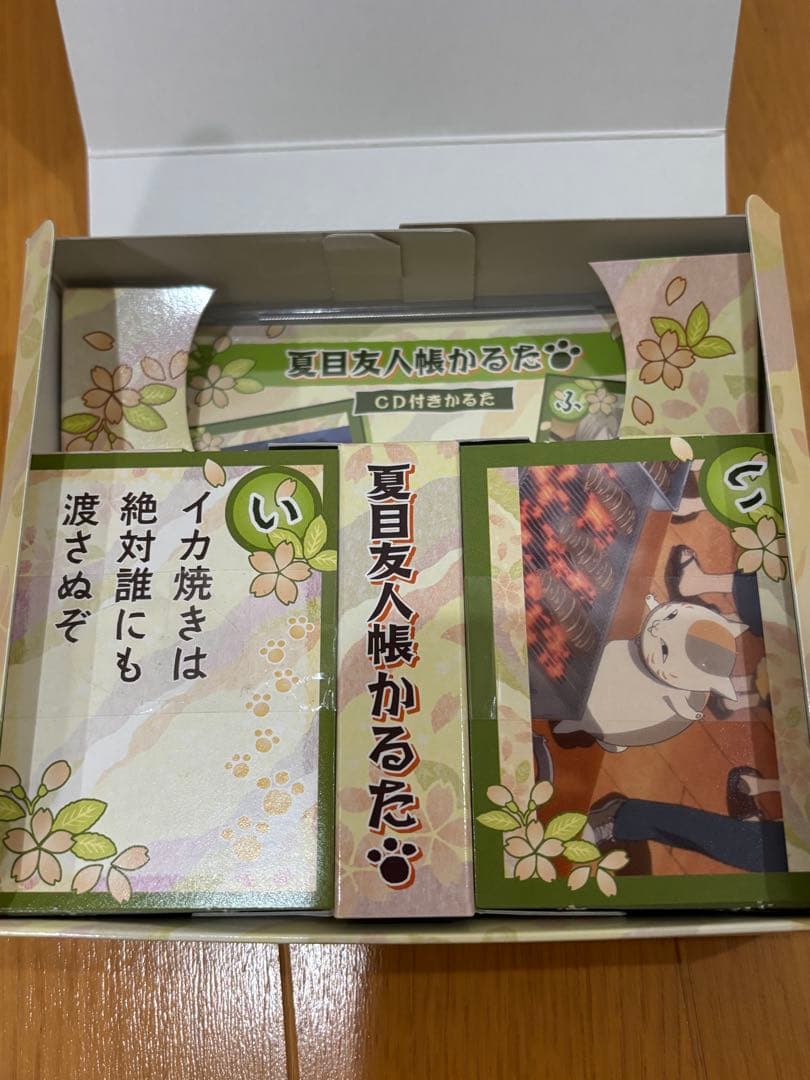 夏目友人帳かるた
CD付きかるた
ふ
い
イカ焼きは
絶対誰にも
渡さぬぞ
夏目友人帳かるた
い